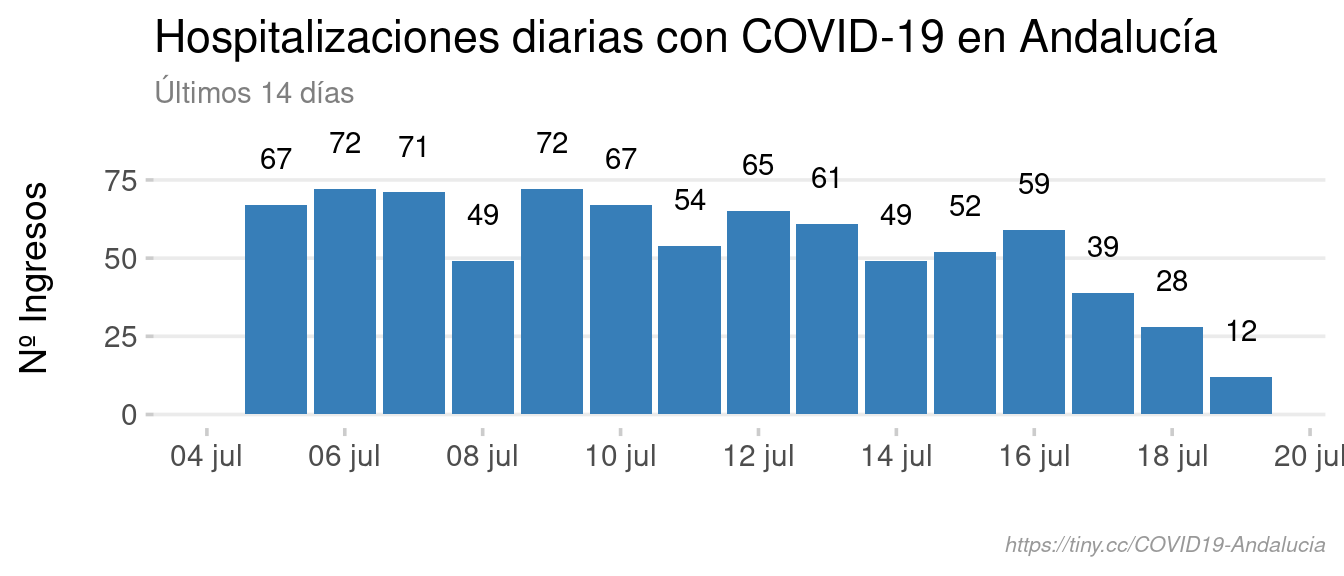 Hospitalizaciones diarias con COVID-19 en Andalucía
Últimos 14 días
Nº Ingresos
75
50
25
0
67
72
71
49
72
67
54
65
61
49
52
59
39
28
12
04 jul
06 jul
08 jul
10 jul
12 jul
14 jul
16 jul
18 jul
20 jul
https://tiny.cc/COVID19-Andalucia